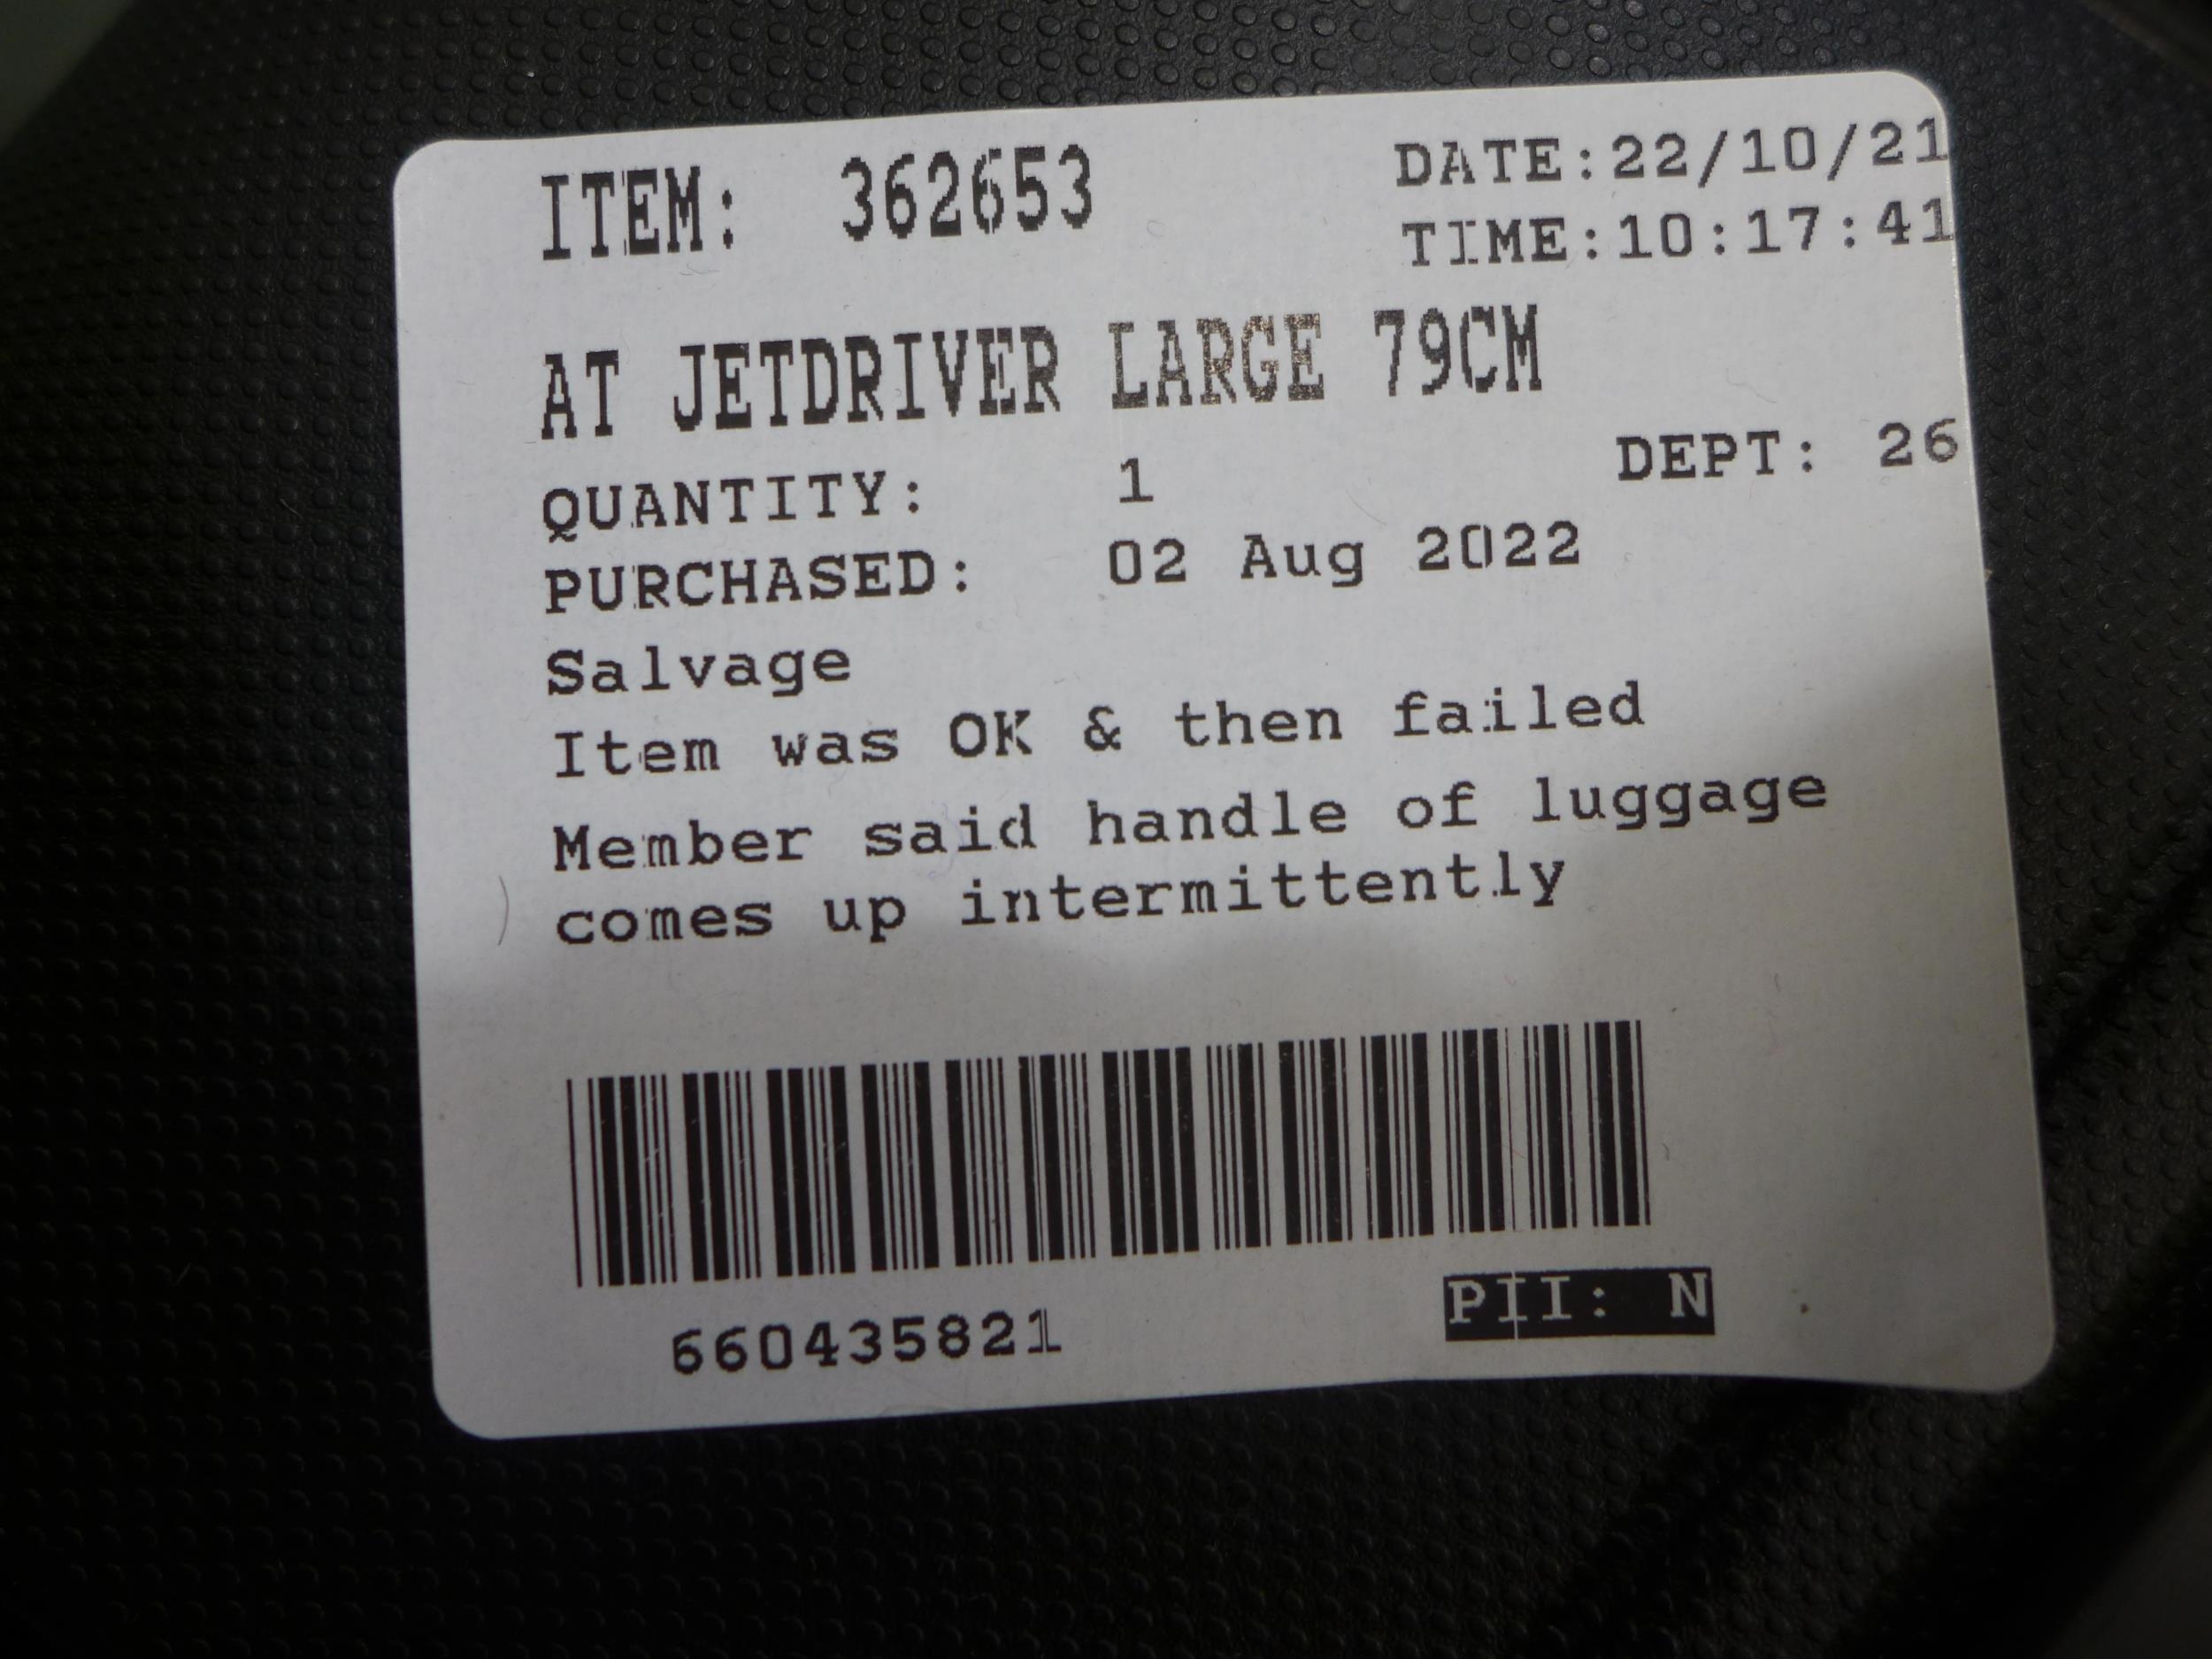 ITEM: 362653 DATE:22/10/21
TIME:10:17:41
AT JETDRIVER LARGE 79CM
QUANTITY: 1 DEPT: 26
PURCHASED: 02 Aug 2022
Salvage
Item was OK & then failed
Member said handle of luggage
comes up intermittently
660435821 PII: N